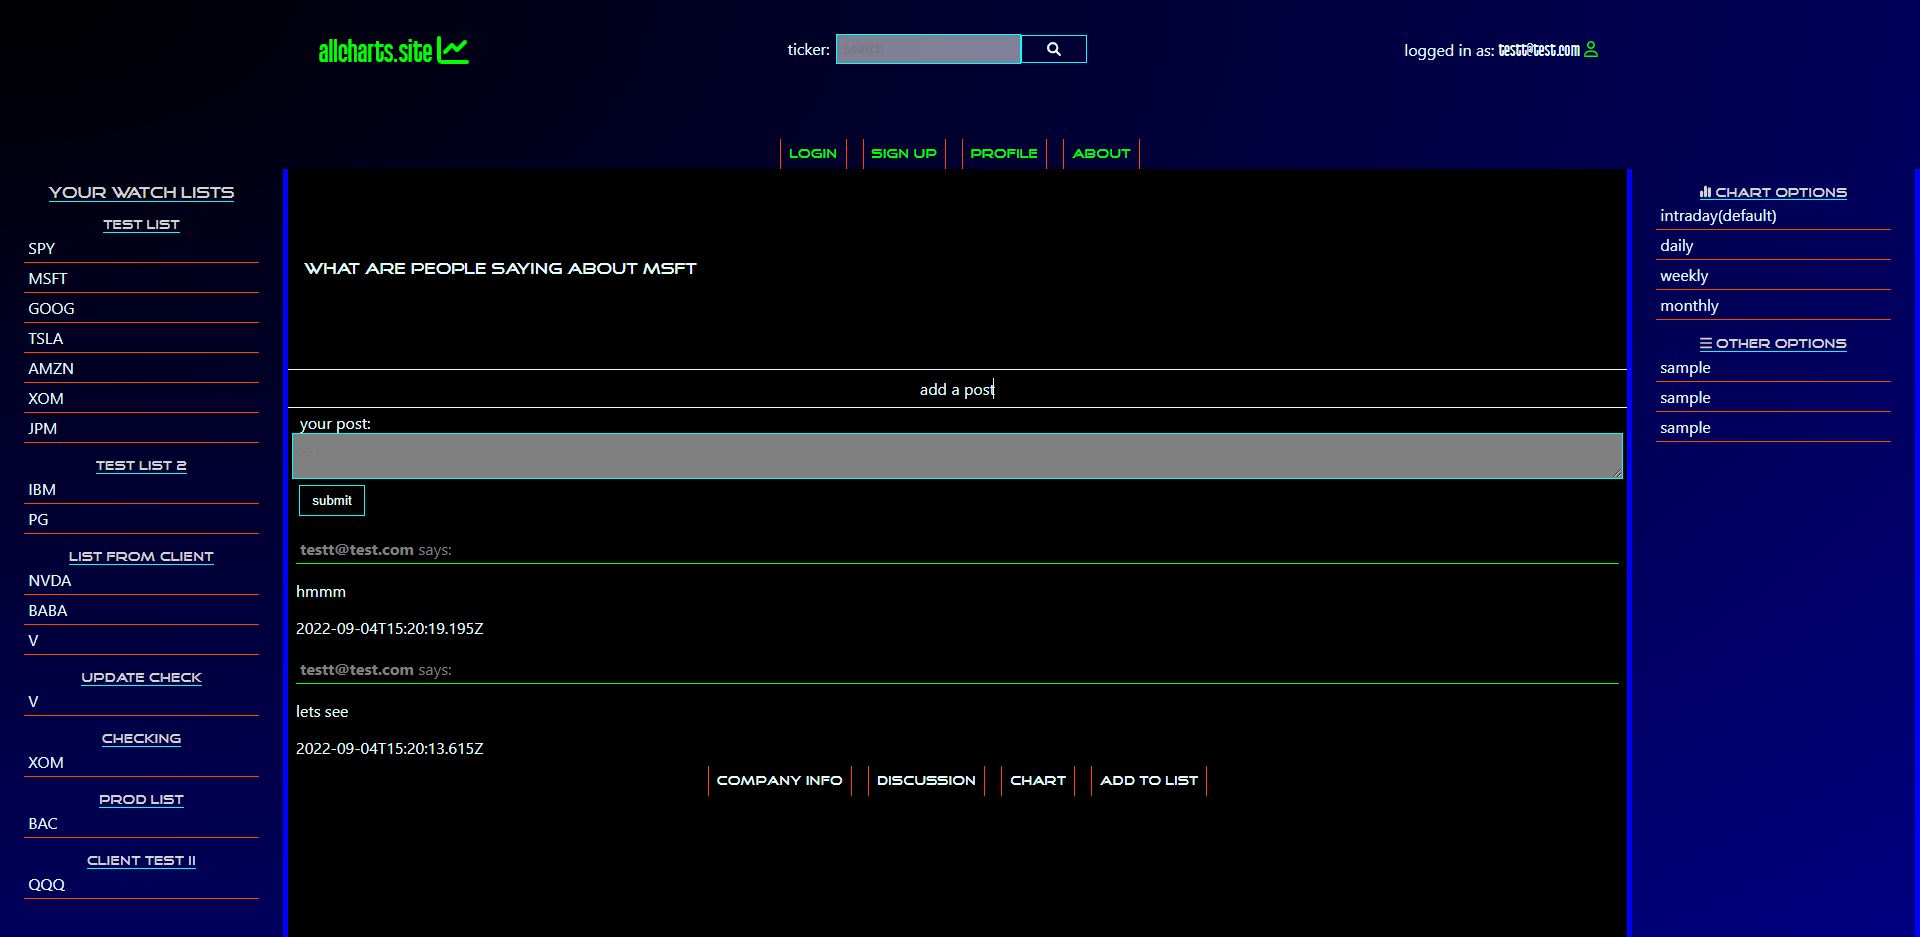 allcharts.site
ticker: search
logged in as: testt@test.com
LOGIN SIGN UP PROFILE ABOUT
YOUR WATCH LISTS
TEST LIST
SPY
MSFT
GOOG
TSLA
AMZN
XOM
JPM
TEST LIST 2
IBM
PG
LIST FROM CLIENT
NVDA
BABA
V
UPDATE CHECK
V
CHECKING
XOM
PROD LIST
BAC
CLIENT TEST II
QQQ
WHAT ARE PEOPLE SAYING ABOUT MSFT
add a post
your post:
...
submit
testt@test.com says:
hmmm
2022-09-04T15:20:19.195Z
testt@test.com says:
lets see
2022-09-04T15:20:13.615Z
COMPANY INFO DISCUSSION CHART ADD TO LIST
CHART OPTIONS
intraday(default)
daily
weekly
monthly
OTHER OPTIONS
sample
sample
sample